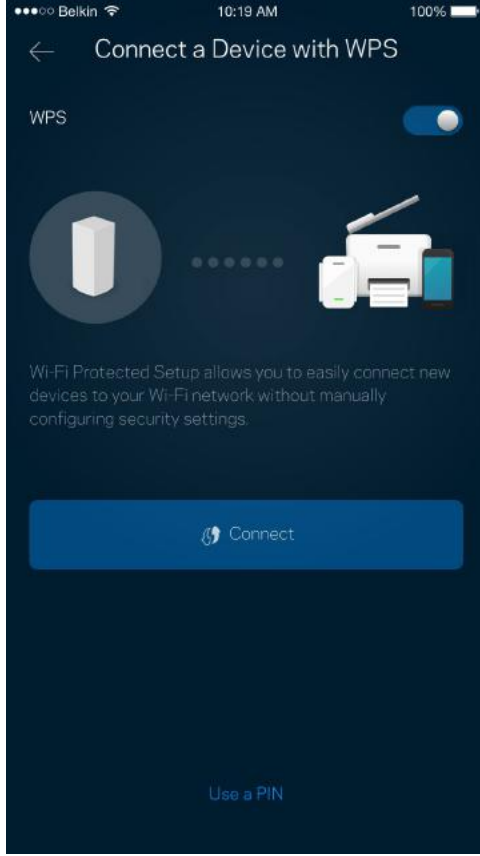 Belkin 10:19 AM 100%
Connect a Device with WPS
WPS
Wi-Fi Protected Setup allows you to easily connect new
devices to your Wi-Fi network without manually
configuring security settings.
Connect
Use a PIN